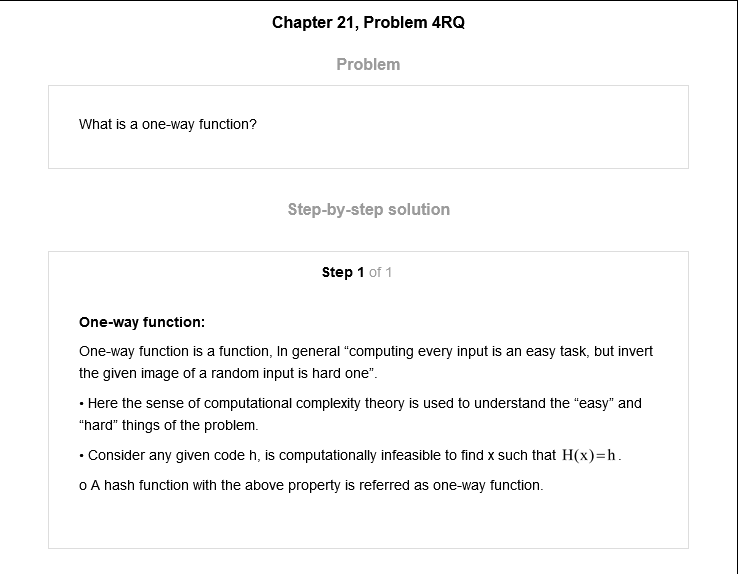 Chapter 21, Problem 4RQ
Problem
What is a one-way function?
Step-by-step solution
Step 1 of 1
One-way function:
One-way function is a function, In general “computing every input is an easy task, but invert
the given image of a random input is hard one”.
• Here the sense of computational complexity theory is used to understand the “easy” and
“hard” things of the problem.
• Consider any given code h, is computationally infeasible to find x such that H(x)=h.
o A hash function with the above property is referred as one-way function.